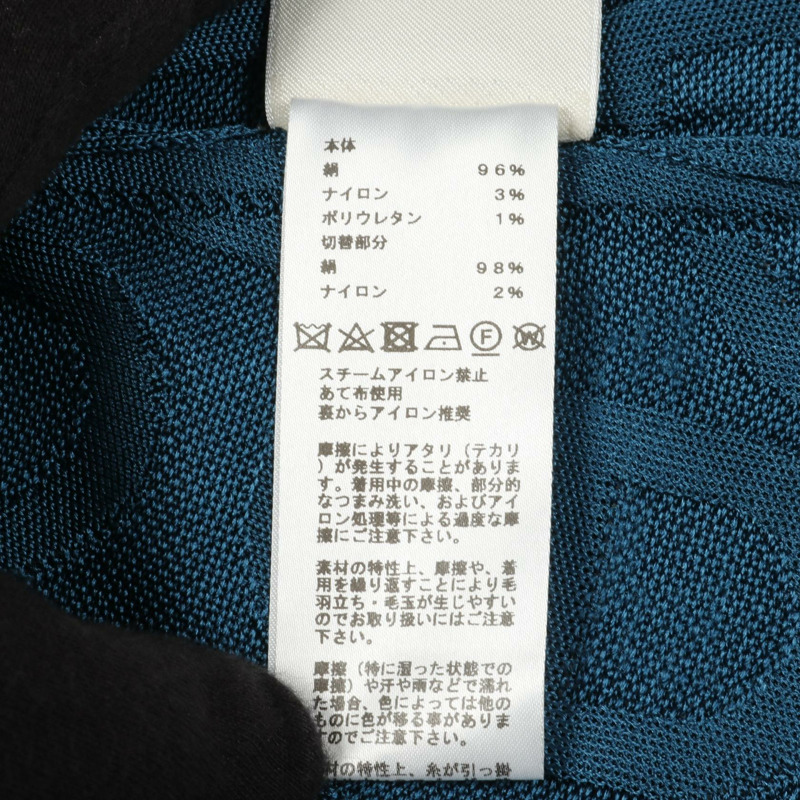 本体
絹 96%
ナイロン 3%
ポリウレタン 1%
切替部分
絹 98%
ナイロン 2%
F W
スチームアイロン禁止
あて布使用
裏からアイロン推奨
摩擦によりアタリ（テカリ
）が発生することがありま
す。着用中の摩擦、部分的
なつまみ洗い、およびアイ
ロン処理等による過度な摩
擦にご注意下さい。
素材の特性上、摩擦や、着
用を繰り返すことにより毛
羽立ち・毛玉が生じやすい
のでお取り扱いにはご注意
下さい。
摩擦（特に湿った状態での
摩擦）や汗や雨などで濡れ
た場合、色によっては他の
ものに色が移る事がありま
すのでご注意下さい。
素材の特性上、糸が引っ掛